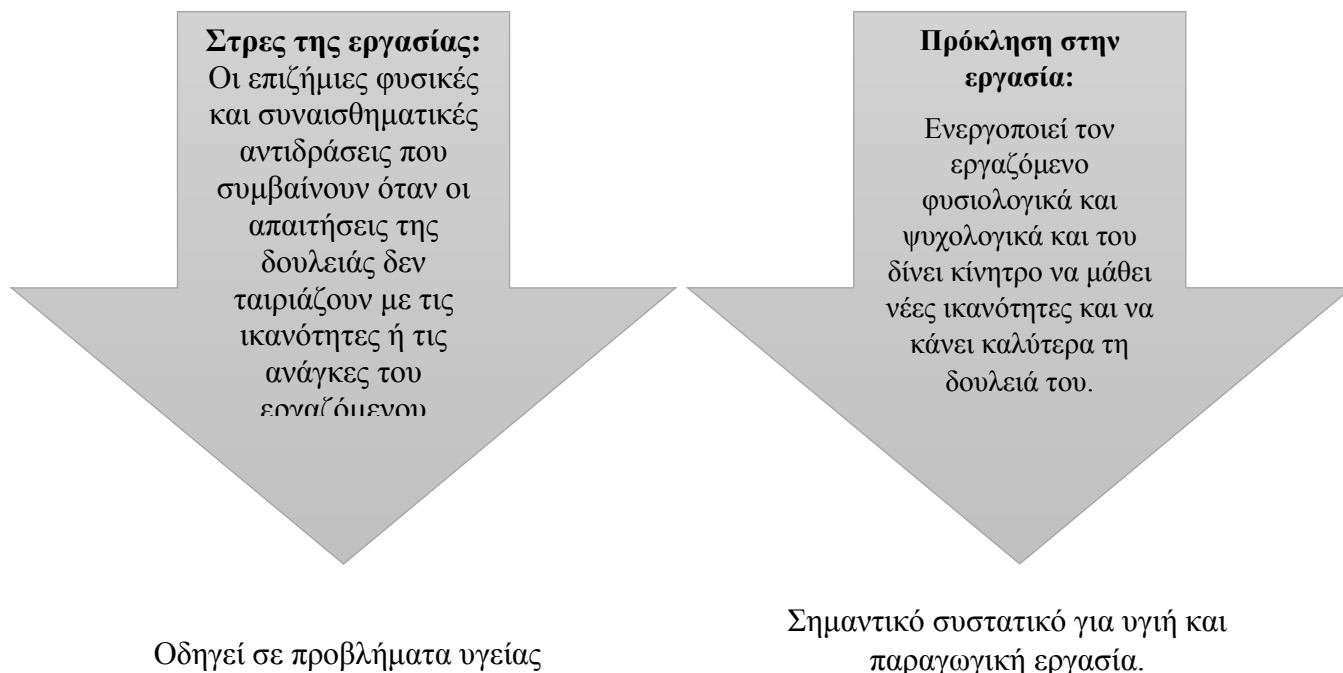 Στρες της εργασίας:
Οι επιζήμιες φυσικές
και συναισθηματικές
αντιδράσεις που
συμβαίνουν όταν οι
απαιτήσεις της
δουλειάς δεν
ταιριάζουν με τις
ικανότητες ή τις
ανάγκες του
εργαζόμενου
Οδηγεί σε προβλήματα υγείας
Πρόκληση στην
εργασία:
Ενεργοποιεί τον
εργαζόμενο
φυσιολογικά και
ψυχολογικά και του
δίνει κίνητρο να μάθει
νέες ικανότητες και να
κάνει καλύτερα τη
δουλειά του.
Σημαντικό συστατικό για υγιή και
παραγωγική εργασία.